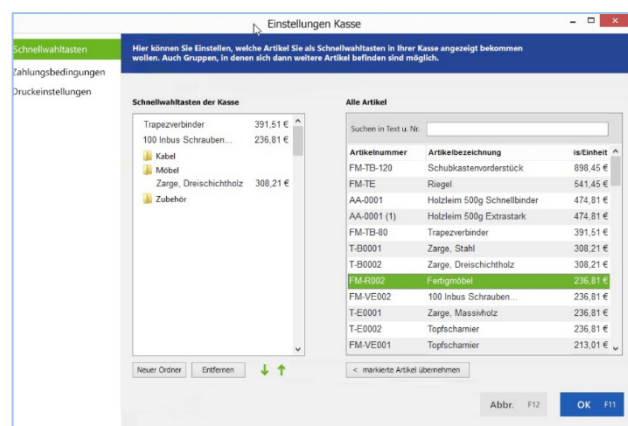 Einstellungen Kasse
Schnellwahltasten
Zahlungsbedingungen
Druckeinstellungen
Hier können Sie Einstellen, welche Artikel Sie als Schnellwahltasten in Ihrer Kasse angezeigt bekommen
wollen. Auch Gruppen, in denen sich dann weitere Artikel befinden sind möglich.
Schnellwahltasten der Kasse
Trapezverbinder 391,51 €
100 Inbus Schrauben... 236,81 €
Kabel
Möbel
Zarge, Dreischichtholz 308,21 €
Zubehör
Neuer Ordner Entfernen
Alle Artikel
Suchen in Text u. Nr.
Artikelnummer Artikelbezeichnung is/Einheit
FM-TB-120 Schubkastenvorderstück 898,45 €
FM-TE Riegel 541,45 €
AA-0001 Holzleim 500g Schnellbinder 474,81 €
AA-0001 (1) Holzleim 500g Extrastark 474,81 €
FM-TB-80 Trapezverbinder 391,51 €
T-B0001 Zarge, Stahl 308,21 €
T-B0002 Zarge, Dreischichtholz 308,21 €
FM-R002 Fertigmöbel 236,81 €
FM-VE002 100 Inbus Schrauben... 236,81 €
T-E0001 Zarge, Massivholz 236,81 €
T-E0002 Topfscharnier 236,81 €
FM-VE001 Topfscharnier 213,01 €
< markierte Artikel übernehmen
Abbr. F12 OK F11